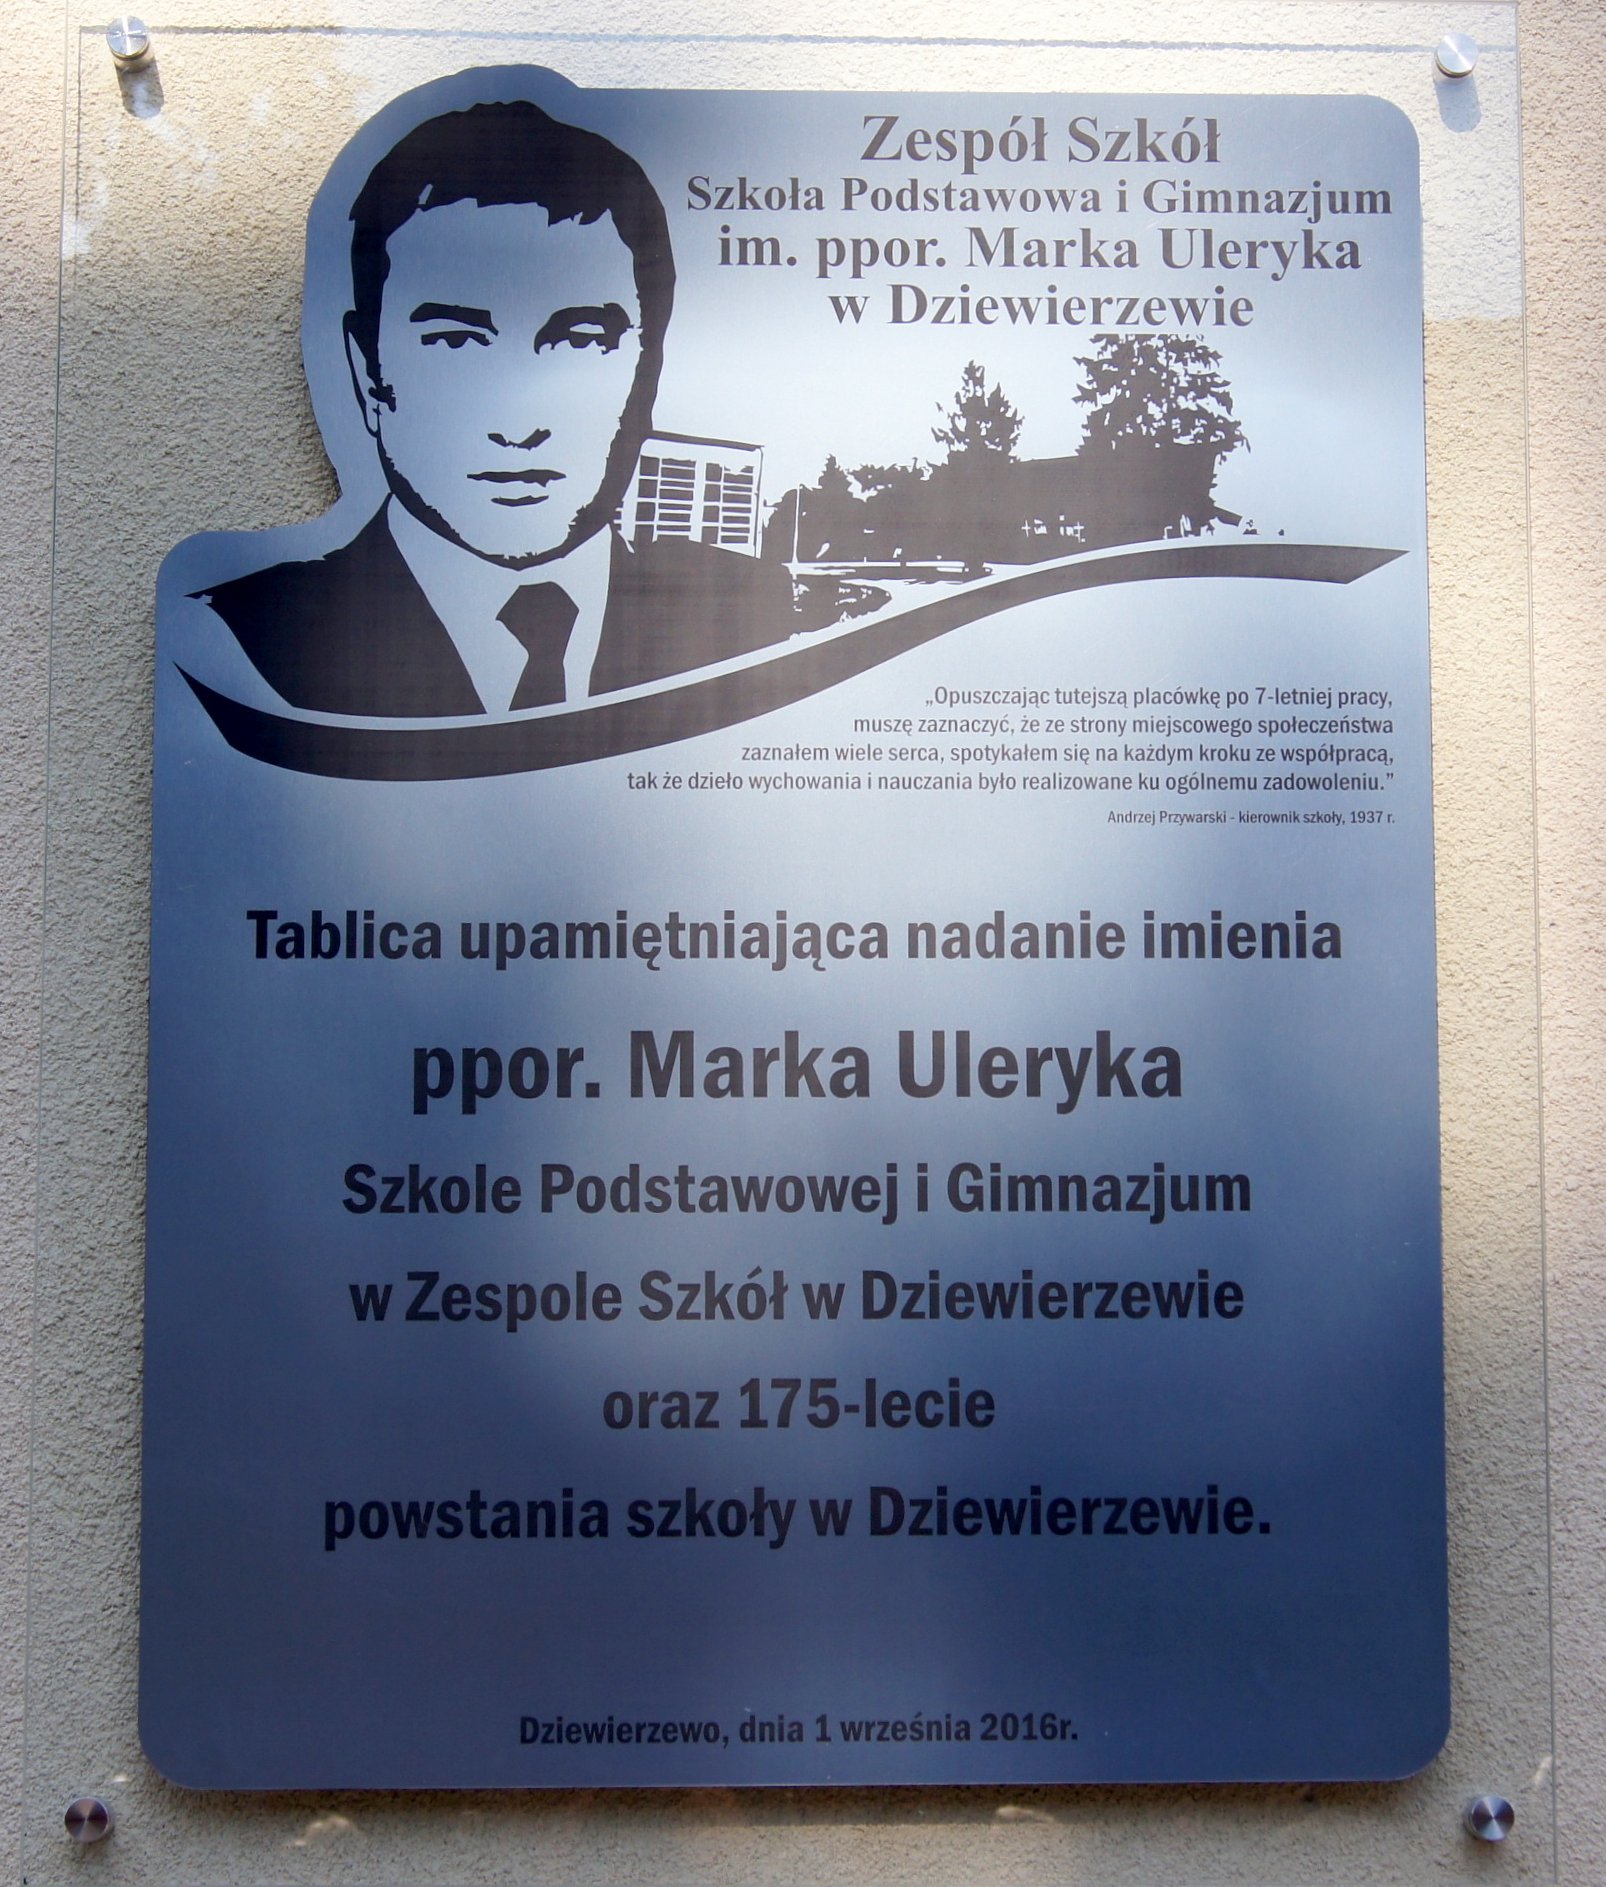 Zespół Szkół
Szkoła Podstawowa i Gimnazjum
im. ppor. Marka Uleryka
w Dziewierzewie
„Opuszczając tutejszą placówkę po 7-letniej pracy,
muszę zaznaczyć, że ze strony miejscowego społeczeństwa
zaznałem wiele serca, spotykałem się na każdym kroku ze współpracą,
tak że dzieło wychowania i nauczania było realizowane ku ogólnemu zadowoleniu.”
Andrzej Przywarski - kierownik szkoły, 1937 r.
Tablica upamiętniająca nadanie imienia
ppor. Marka Uleryka
Szkole Podstawowej i Gimnazjum
w Zespole Szkół w Dziewierzewie
oraz 175-lecie
powstania szkoły w Dziewierzewie.
Dziewierzewo, dnia 1 września 2016r.